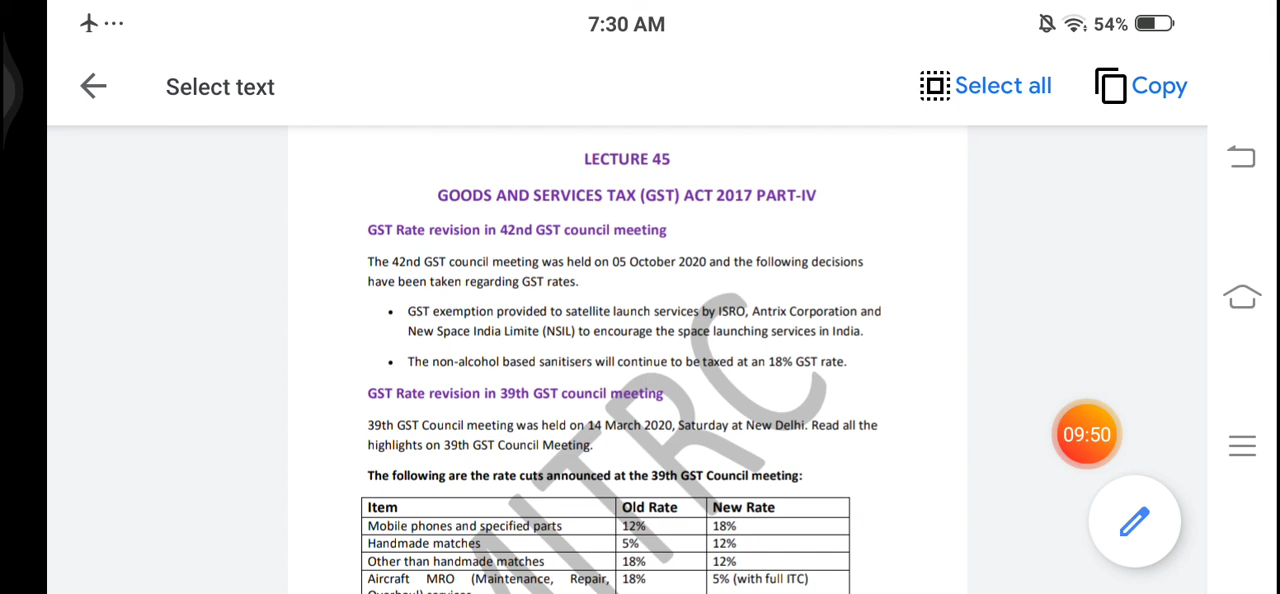 7:30 AM 54%
Select text Select all Copy
LECTURE 45
GOODS AND SERVICES TAX (GST) ACT 2017 PART-IV
GST Rate revision in 42nd GST council meeting
The 42nd GST council meeting was held on 05 October 2020 and the following decisions
have been taken regarding GST rates.
• GST exemption provided to satellite launch services by ISRO, Antrix Corporation and
New Space India Limite (NSIL) to encourage the space launching services in India.
• The non-alcohol based sanitisers will continue to be taxed at an 18% GST rate.
GST Rate revision in 39th GST council meeting
39th GST Council meeting was held on 14 March 2020, Saturday at New Delhi. Read all the
highlights on 39th GST Council Meeting.
09:50
The following are the rate cuts announced at the 39th GST Council meeting:
Item Old Rate New Rate
Mobile phones and specified parts 12% 18%
Handmade matches 5% 12%
Other than handmade matches 18% 12%
Aircraft MRO (Maintenance, Repair, 18% 5% (with full ITC)
MTRC